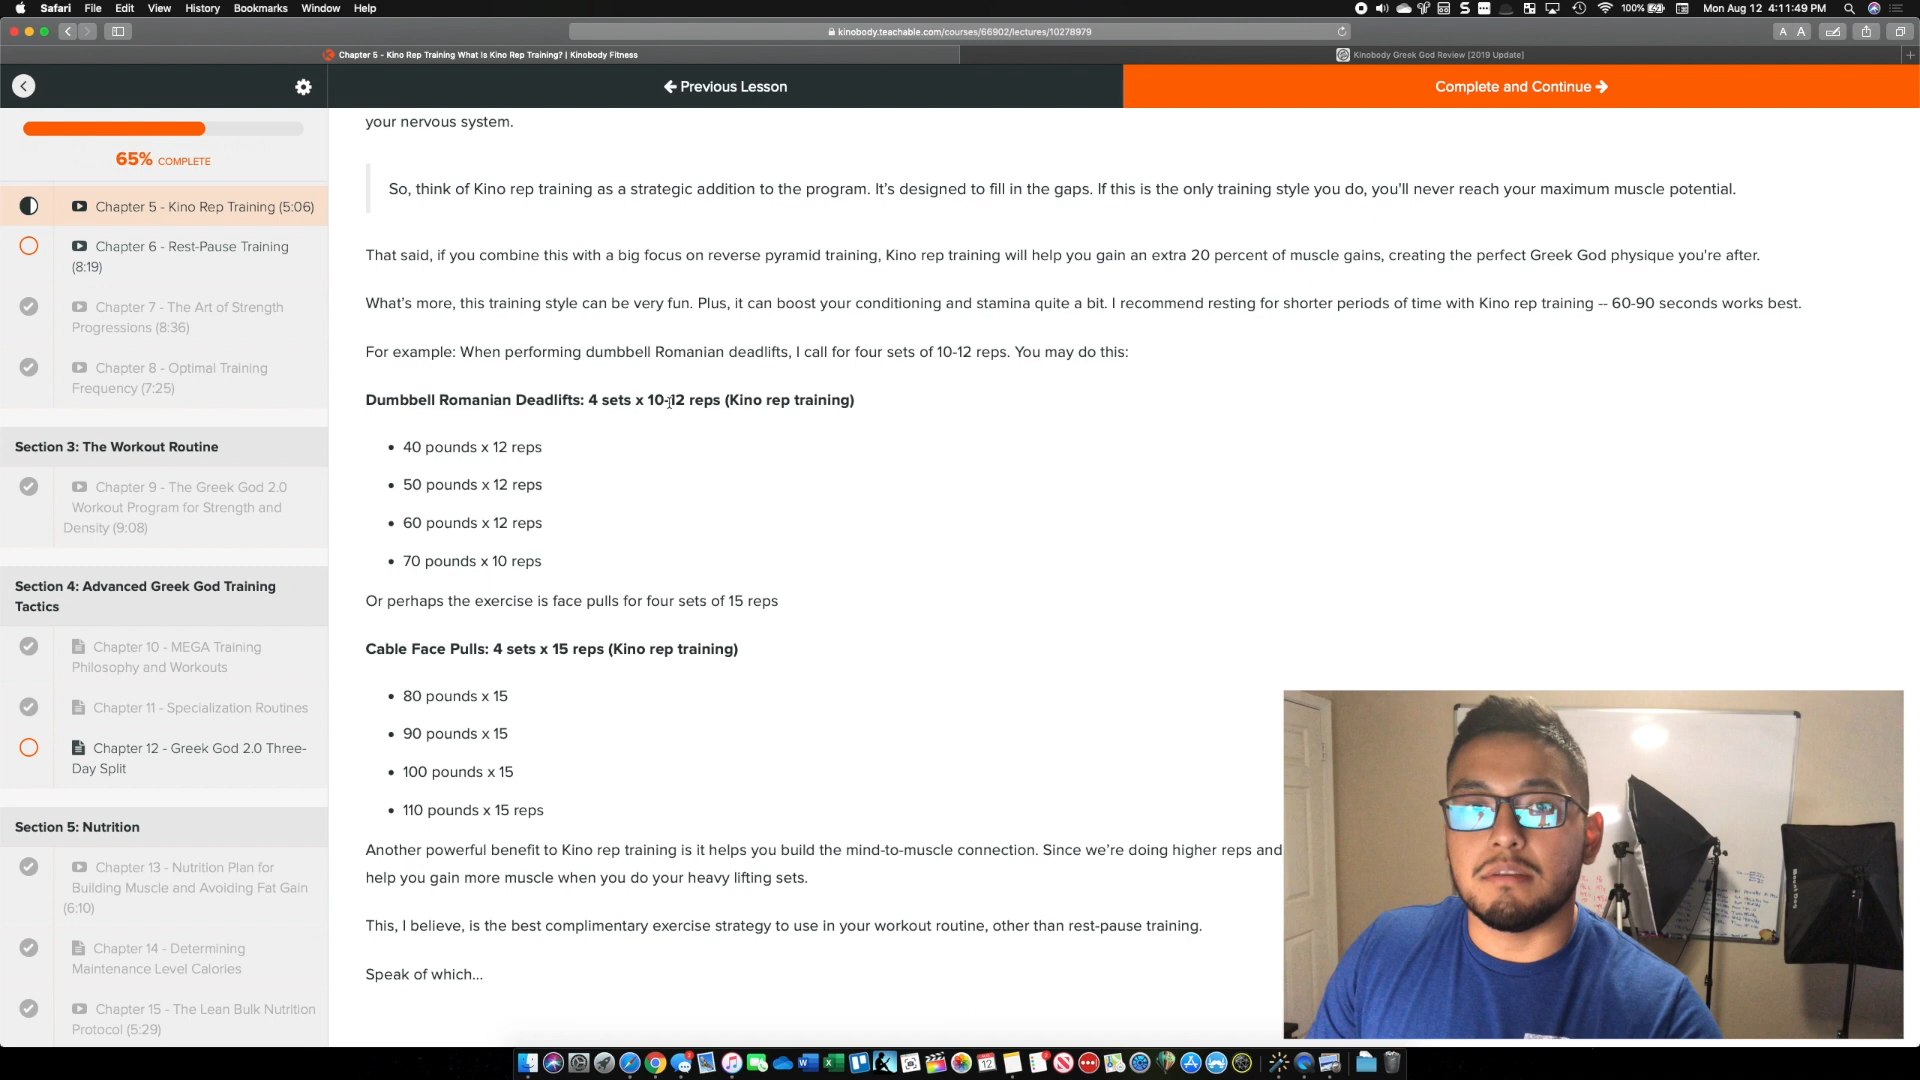 Safari File Edit View History Bookmarks Window Help
100% Mon Aug 12 4:11:49 PM
kinobody.teachable.com/courses/66902/lectures/10278979
A A
Chapter 5 - Kino Rep Training What Is Kino Rep Training? | Kinobody Fitness
Kinobody Greek God Review [2019 Update]
Previous Lesson
Complete and Continue
65% COMPLETE
Chapter 5 - Kino Rep Training (5:06)
Chapter 6 - Rest-Pause Training
(8:19)
Chapter 7 - The Art of Strength
Progressions (8:36)
Chapter 8 - Optimal Training
Frequency (7:25)
Section 3: The Workout Routine
Chapter 9 - The Greek God 2.0
Workout Program for Strength and
Density (9:08)
Section 4: Advanced Greek God Training
Tactics
Chapter 10 - MEGA Training
Philosophy and Workouts
Chapter 11 - Specialization Routines
Chapter 12 - Greek God 2.0 Three-
Day Split
Section 5: Nutrition
Chapter 13 - Nutrition Plan for
Building Muscle and Avoiding Fat Gain
(6:10)
Chapter 14 - Determining
Maintenance Level Calories
Chapter 15 - The Lean Bulk Nutrition
Protocol (5:29)
your nervous system.
So, think of Kino rep training as a strategic addition to the program. It's designed to fill in the gaps. If this is the only training style you do, you'll never reach your maximum muscle potential.
That said, if you combine this with a big focus on reverse pyramid training, Kino rep training will help you gain an extra 20 percent of muscle gains, creating the perfect Greek God physique you're after.
What's more, this training style can be very fun. Plus, it can boost your conditioning and stamina quite a bit. I recommend resting for shorter periods of time with Kino rep training -- 60-90 seconds works best.
For example: When performing dumbbell Romanian deadlifts, I call for four sets of 10-12 reps. You may do this:
Dumbbell Romanian Deadlifts: 4 sets x 10-12 reps (Kino rep training)
• 40 pounds x 12 reps
• 50 pounds x 12 reps
• 60 pounds x 12 reps
• 70 pounds x 10 reps
Or perhaps the exercise is face pulls for four sets of 15 reps
Cable Face Pulls: 4 sets x 15 reps (Kino rep training)
• 80 pounds x 15
• 90 pounds x 15
• 100 pounds x 15
• 110 pounds x 15 reps
Another powerful benefit to Kino rep training is it helps you build the mind-to-muscle connection. Since we're doing higher reps and
help you gain more muscle when you do your heavy lifting sets.
This, I believe, is the best complimentary exercise strategy to use in your workout routine, other than rest-pause training.
Speak of which...